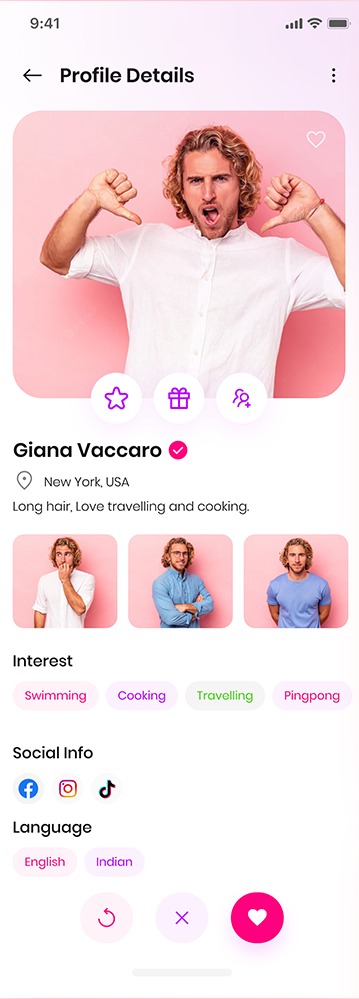 9:41
Profile Details
Giana Vaccaro
New York, USA
Long hair, Love travelling and cooking.
Interest
Swimming Cooking Travelling Pingpong
Social Info
Language
English Indian